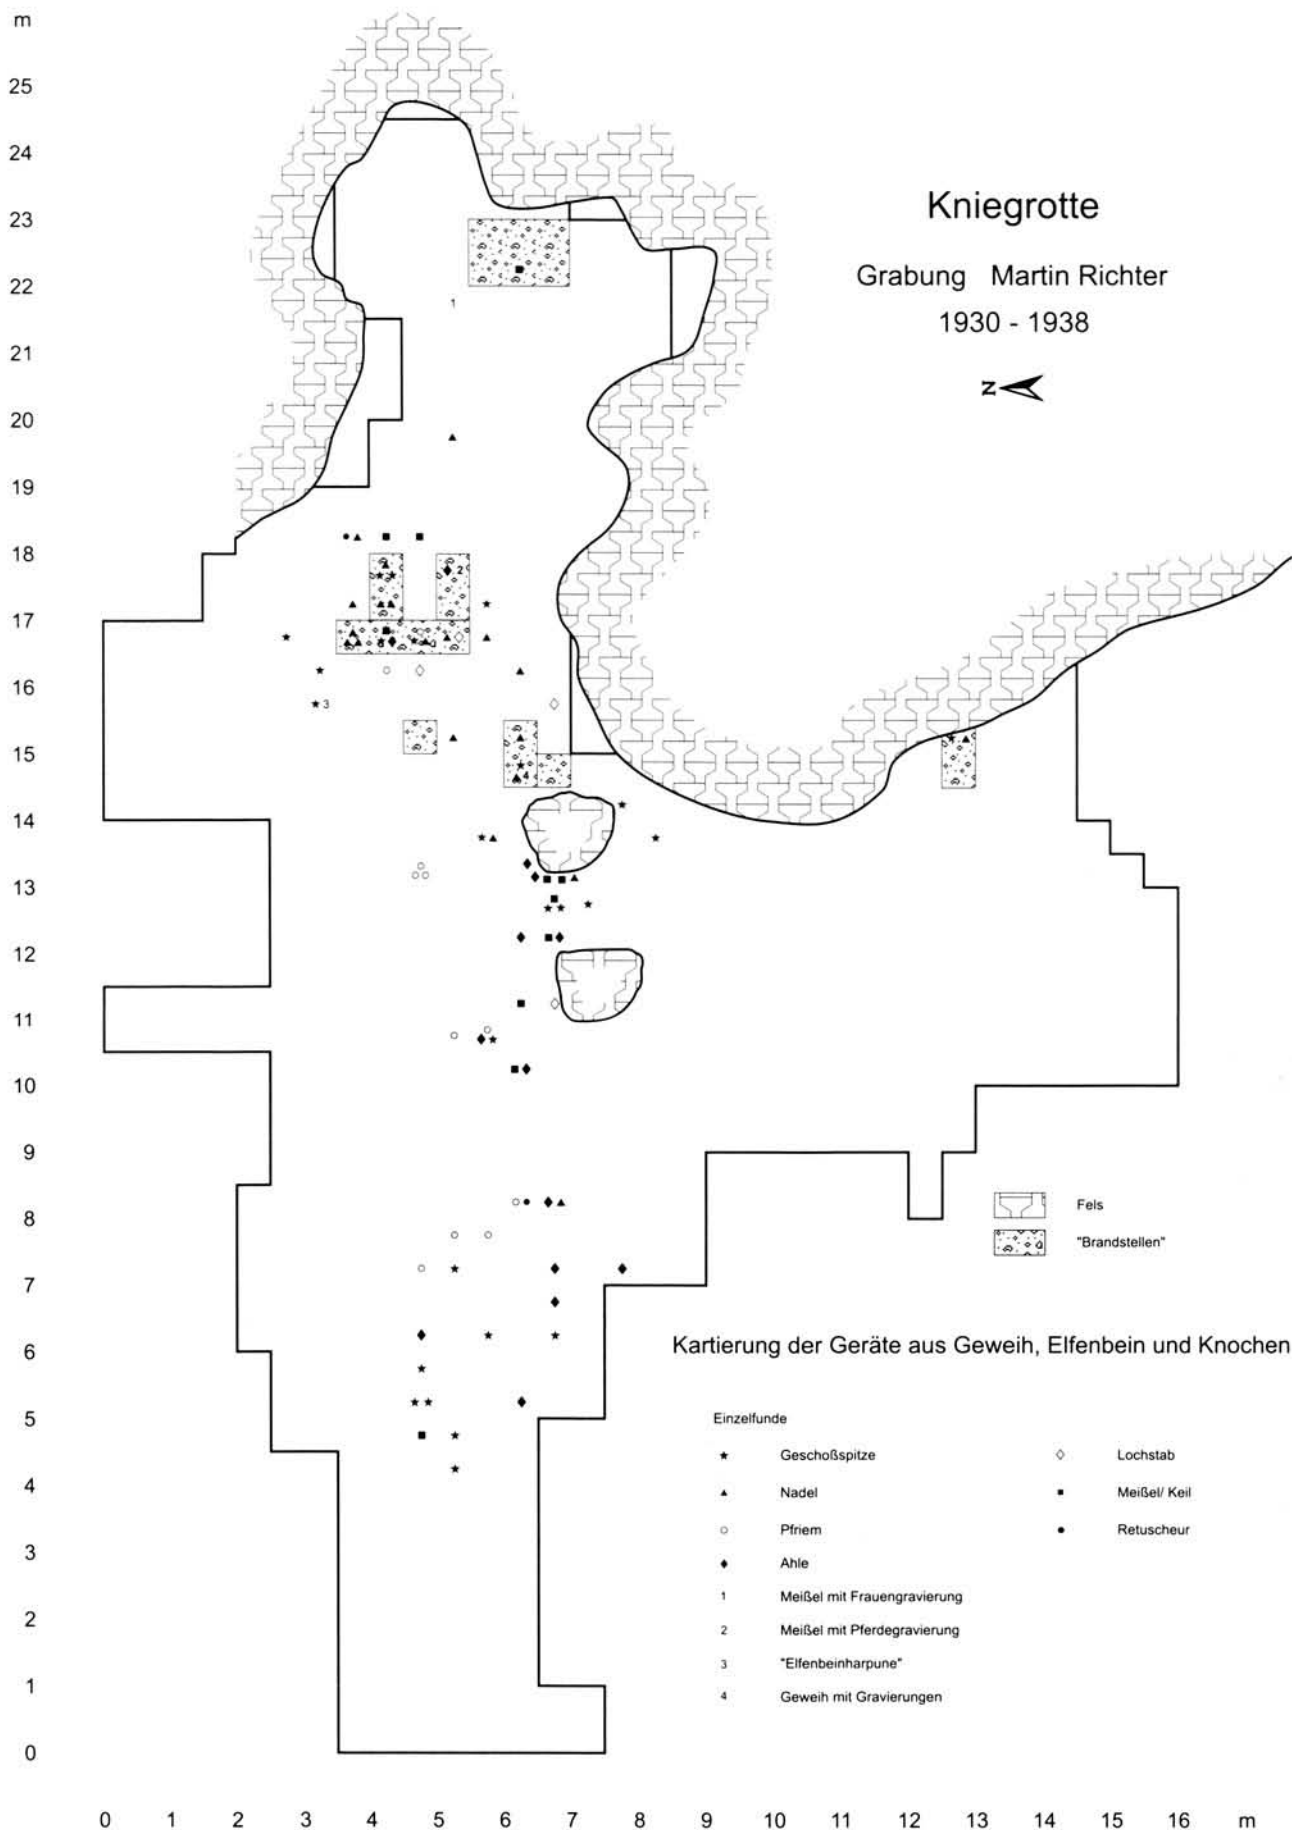 m
25
24
23
22
21
20
19
18
17
16
15
14
13
12
11
10
9
8
7
6
5
4
3
2
1
0
Kniegrotte
Grabung Martin Richter
1930 - 1938
N
1
2
3
4
Fels
"Brandstellen"
Kartierung der Geräte aus Geweih, Elfenbein und Knochen
Einzelfunde
Geschoßspitze
Nadel
Pfriem
Ahle
1 Meißel mit Frauengravierung
2 Meißel mit Pferdegravierung
3 "Elfenbeinharpune"
4 Geweih mit Gravierungen
Lochstab
Meißel/ Keil
Retuscheur
0 1 2 3 4 5 6 7 8 9 10 11 12 13 14 15 16 m